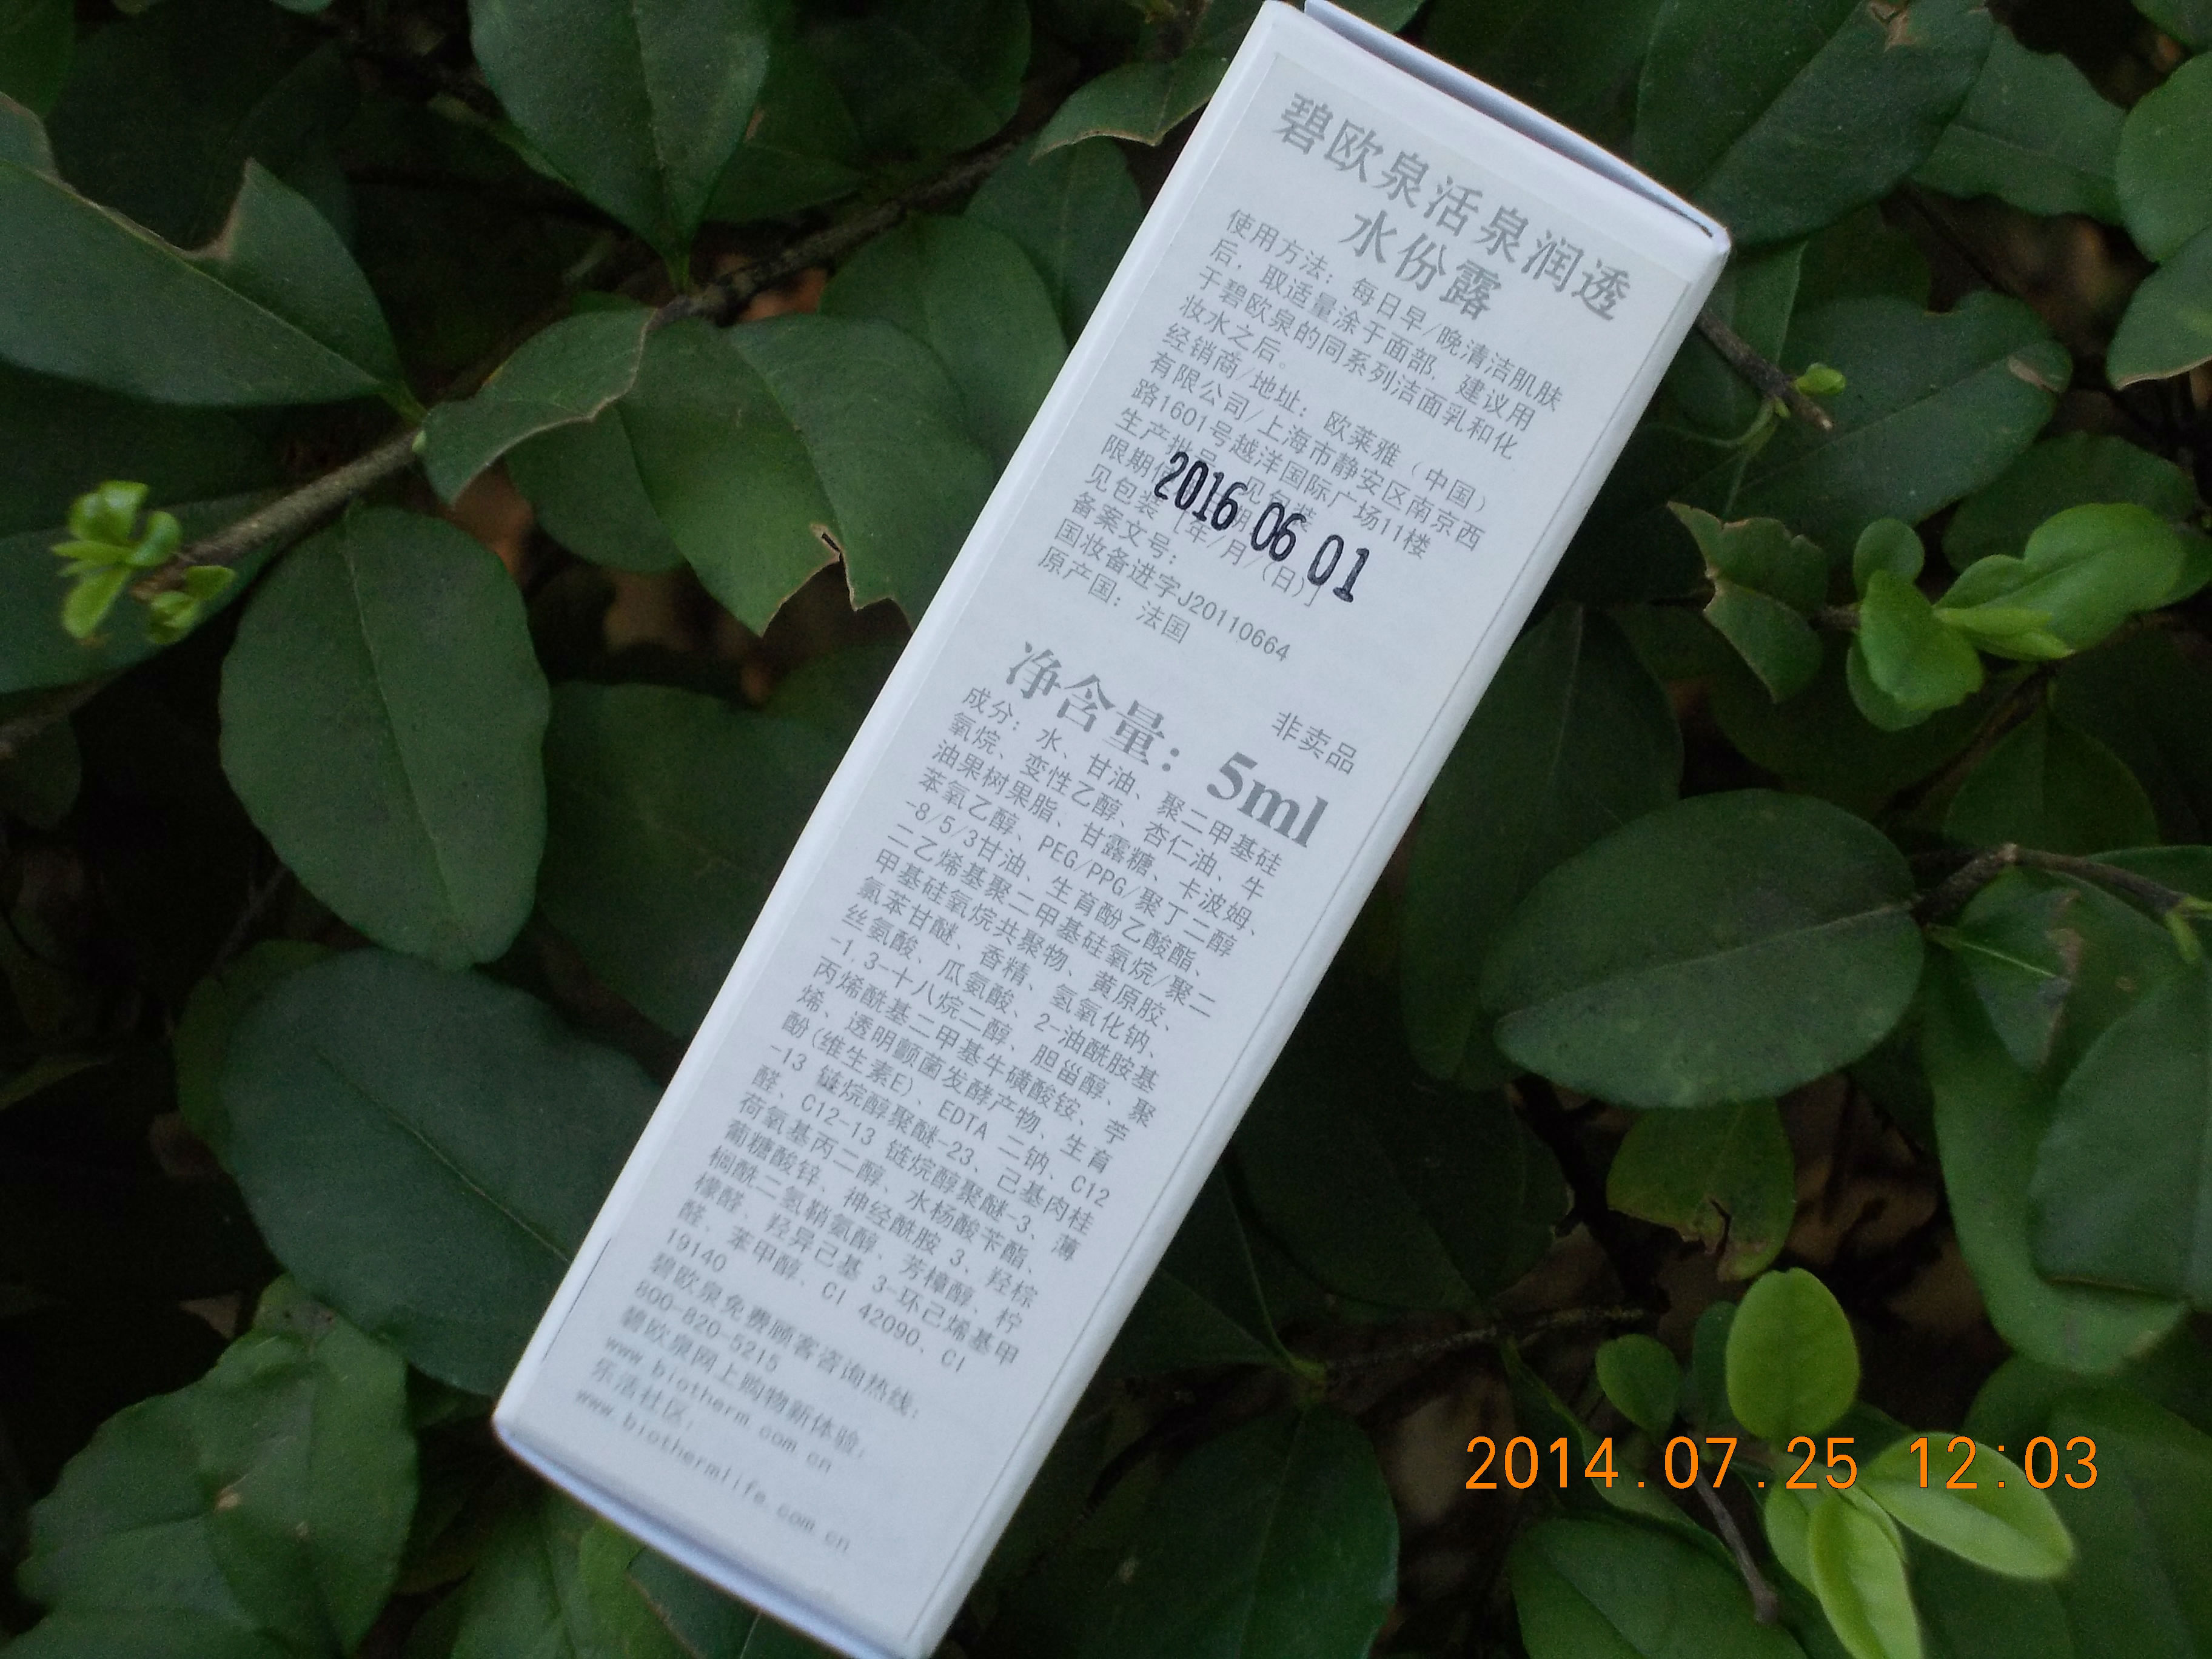 碧欧泉活泉润透
水份露
使用方法：每日早/晚清洁肌肤
后，取适量涂于面部，建议用
于碧欧泉的同系列洁面乳和化
妆水之后。
经销商/地址：欧莱雅（中国）
有限公司/上海市静安区南京西
路1601号越洋国际广场11楼
生产批号 见包装
限期使 期
2016 06 01
见包装［年/月/(日)］
备案文号：
国妆备进字J20110664
原产国：法国
非卖品
净含量：5ml
成分：水、甘油、聚二甲基硅
氧烷、变性乙醇、杏仁油、牛
油果树果脂、甘露糖、卡波姆、
苯氧乙醇、PEG/PPG/聚丁二醇
-8/5/3甘油、生育酚乙酸酯、
二乙烯基聚二甲基硅氧烷/聚二
甲基硅氧烷共聚物、黄原胶、
氯苯甘醚、香精、氢氧化钠、
丝氨酸、瓜氨酸、2-油酰胺基
-1,3-十八烷二醇、胆甾醇、聚
丙烯酰基二甲基牛磺酸铵、苧
烯、透明颤菌发酵产物、生育
酚(维生素E)、EDTA 二钠、C12
-13 链烷醇聚醚-23、己基肉桂
醛、C12-13 链烷醇聚醚-3、薄
荷氧基丙二醇、水杨酸苄酯、
葡糖酸锌、神经酰胺 3、羟棕
榈酰二氢鞘氨醇、芳樟醇、柠
檬醛、羟异己基 3-环己烯基甲
醛、苯甲醇、CI 42090、CI
19140
碧欧泉免费顾客咨询热线：
800-820-5215
碧欧泉网上购物新体验：
www.biotherm.com.cn
乐活社区：
www.biothermlife.com.cn
2014.07.25 12:03